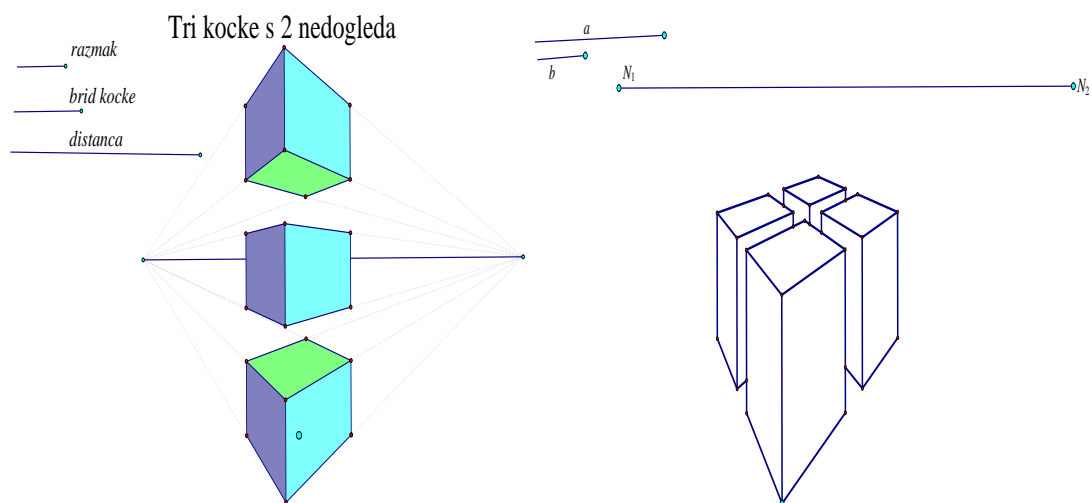 Tri kocke s 2 nedogleda
razmak
brid kocke
distanca
a
b
N₁
N₂